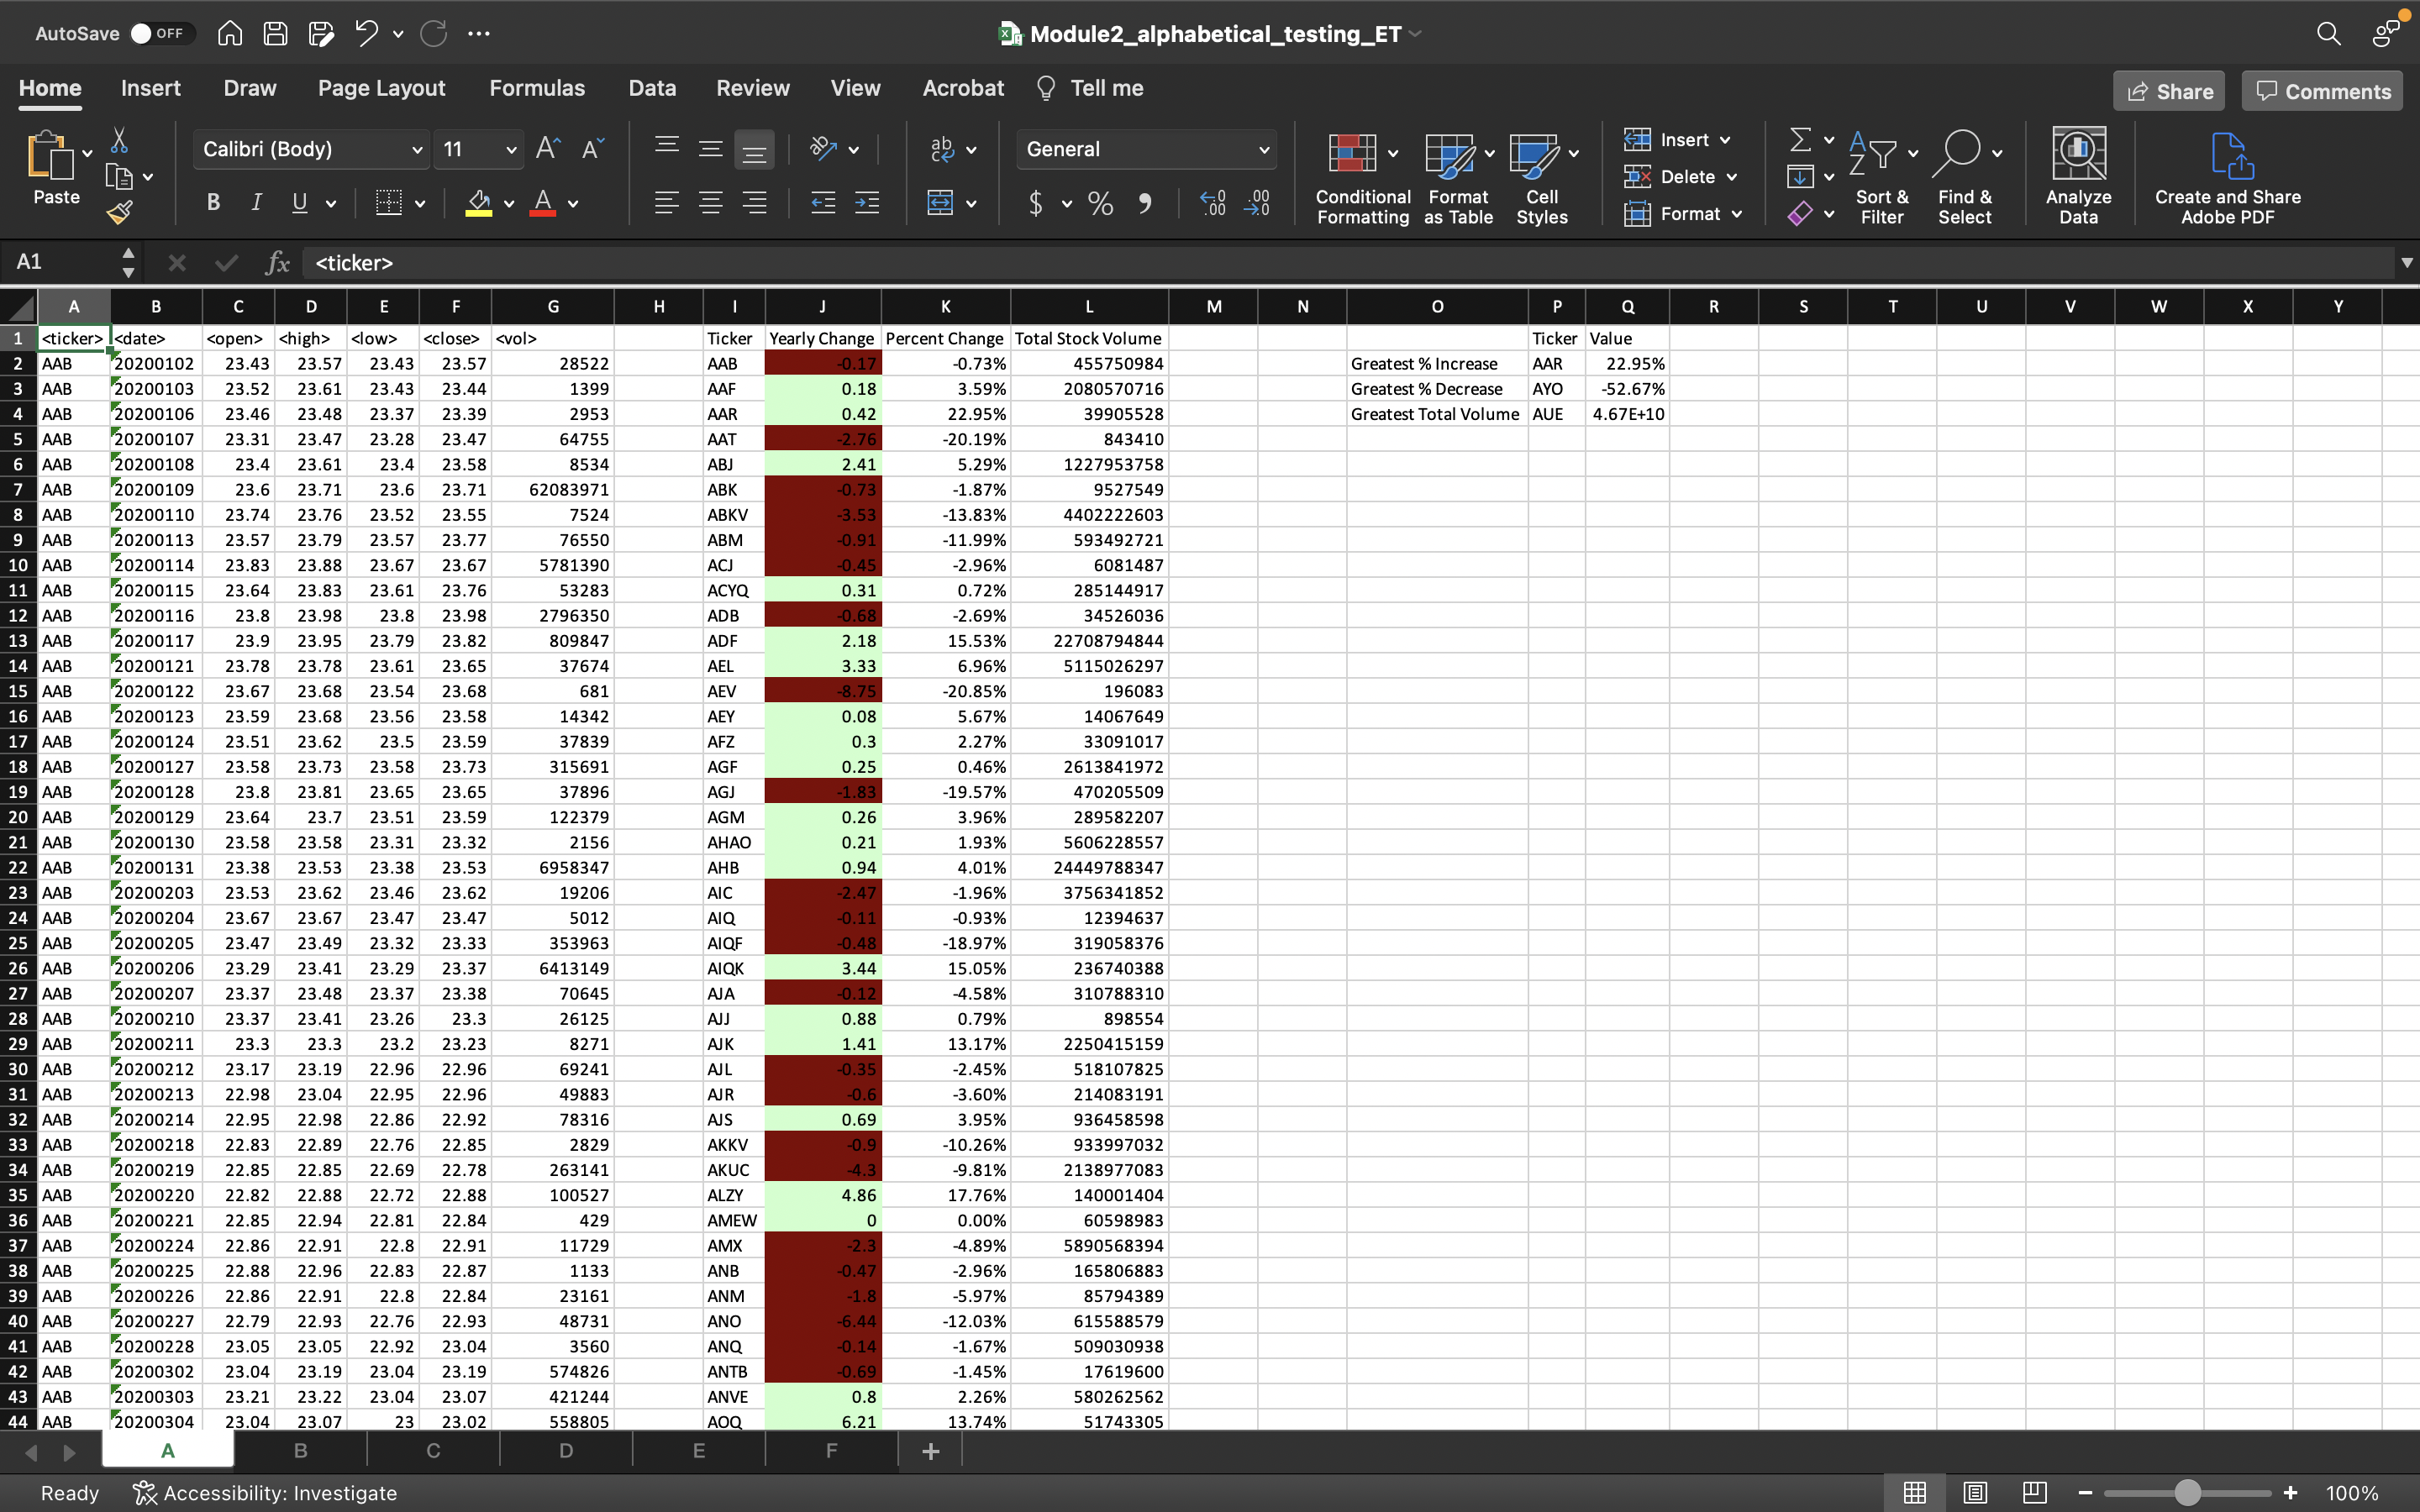 AutoSave OFF Module2_alphabetical_testing_ET
Home Insert Draw Page Layout Formulas Data Review View Acrobat Tell me Share Comments
Paste Calibri (Body) 11 General Conditional Formatting Format as Table Cell Styles Insert Delete Format Sort & Filter Find & Select Analyze Data Create and Share Adobe PDF
A1 fx <ticker>
A B C D E F G H I J K L M N O P Q R S T U V W X Y
1 <ticker> <date> <open> <high> <low> <close> <vol> Ticker Yearly Change Percent Change Total Stock Volume Ticker Value
2 AAB 20200102 23.43 23.57 23.43 23.57 28522 AAB -0.17 -0.73% 455750984 Greatest % Increase AAR 22.95%
3 AAB 20200103 23.52 23.61 23.43 23.44 1399 AAF 0.18 3.59% 2080570716 Greatest % Decrease AYO -52.67%
4 AAB 20200106 23.46 23.48 23.37 23.39 2953 AAR 0.42 22.95% 39905528 Greatest Total Volume AUE 4.67E+10
5 AAB 20200107 23.31 23.47 23.28 23.47 64755 AAT -2.76 -20.19% 843410
6 AAB 20200108 23.4 23.61 23.4 23.58 8534 ABJ 2.41 5.29% 1227953758
7 AAB 20200109 23.6 23.71 23.6 23.71 62083971 ABK -0.73 -1.87% 9527549
8 AAB 20200110 23.74 23.76 23.52 23.55 7524 ABKV -3.53 -13.83% 4402222603
9 AAB 20200113 23.57 23.79 23.57 23.77 76550 ABM -0.91 -11.99% 593492721
10 AAB 20200114 23.83 23.88 23.67 23.67 5781390 ACJ -0.45 -2.96% 6081487
11 AAB 20200115 23.64 23.83 23.61 23.76 53283 ACYQ 0.31 0.72% 285144917
12 AAB 20200116 23.8 23.98 23.8 23.98 2796350 ADB -0.68 -2.69% 34526036
13 AAB 20200117 23.9 23.95 23.79 23.82 809847 ADF 2.18 15.53% 22708794844
14 AAB 20200121 23.78 23.78 23.61 23.65 37674 AEL 3.33 6.96% 5115026297
15 AAB 20200122 23.67 23.68 23.54 23.68 681 AEV -8.75 -20.85% 196083
16 AAB 20200123 23.59 23.68 23.56 23.58 14342 AEY 0.08 5.67% 14067649
17 AAB 20200124 23.51 23.62 23.5 23.59 37839 AFZ 0.3 2.27% 33091017
18 AAB 20200127 23.58 23.73 23.58 23.73 315691 AGF 0.25 0.46% 2613841972
19 AAB 20200128 23.8 23.81 23.65 23.65 37896 AGJ -1.83 -19.57% 470205509
20 AAB 20200129 23.64 23.7 23.51 23.59 122379 AGM 0.26 3.96% 289582207
21 AAB 20200130 23.58 23.58 23.31 23.32 2156 AHAO 0.21 1.93% 5606228557
22 AAB 20200131 23.38 23.53 23.38 23.53 6958347 AHB 0.94 4.01% 24449788347
23 AAB 20200203 23.53 23.62 23.46 23.62 19206 AIC -2.47 -1.96% 3756341852
24 AAB 20200204 23.67 23.67 23.47 23.47 5012 AIQ -0.11 -0.93% 12394637
25 AAB 20200205 23.47 23.49 23.32 23.33 353963 AIQF -0.48 -18.97% 319058376
26 AAB 20200206 23.29 23.41 23.29 23.37 6413149 AIQK 3.44 15.05% 236740388
27 AAB 20200207 23.37 23.48 23.37 23.38 70645 AJA -0.12 -4.58% 310788310
28 AAB 20200210 23.37 23.41 23.26 23.3 26125 AJJ 0.88 0.79% 898554
29 AAB 20200211 23.3 23.3 23.2 23.23 8271 AJK 1.41 13.17% 2250415159
30 AAB 20200212 23.17 23.19 22.96 22.96 69241 AJL -0.35 -2.45% 518107825
31 AAB 20200213 22.98 23.04 22.95 22.96 49883 AJR -0.6 -3.60% 214083191
32 AAB 20200214 22.95 22.98 22.86 22.92 78316 AJS 0.69 3.95% 936458598
33 AAB 20200218 22.83 22.89 22.76 22.85 2829 AKKV -0.9 -10.26% 933997032
34 AAB 20200219 22.85 22.85 22.69 22.78 263141 AKUC -4.3 -9.81% 2138977083
35 AAB 20200220 22.82 22.88 22.72 22.88 100527 ALZY 4.86 17.76% 140001404
36 AAB 20200221 22.85 22.94 22.81 22.84 429 AMEW 0 0.00% 60598983
37 AAB 20200224 22.86 22.91 22.8 22.91 11729 AMX -2.3 -4.89% 5890568394
38 AAB 20200225 22.88 22.96 22.83 22.87 1133 ANB -0.47 -2.96% 165806883
39 AAB 20200226 22.86 22.91 22.8 22.84 23161 ANM -1.8 -5.97% 85794389
40 AAB 20200227 22.79 22.93 22.76 22.93 48731 ANO -6.44 -12.03% 615588579
41 AAB 20200228 23.05 23.05 22.92 23.04 3560 ANQ -0.14 -1.67% 509030938
42 AAB 20200302 23.04 23.19 23.04 23.19 574826 ANTB -0.69 -1.45% 17619600
43 AAB 20200303 23.21 23.22 23.04 23.07 421244 ANVE 0.8 2.26% 580262562
44 AAB 20200304 23.04 23.07 23 23.02 558805 AOQ 6.21 13.74% 51743305
A B C D E F +
Ready Accessibility: Investigate 100%